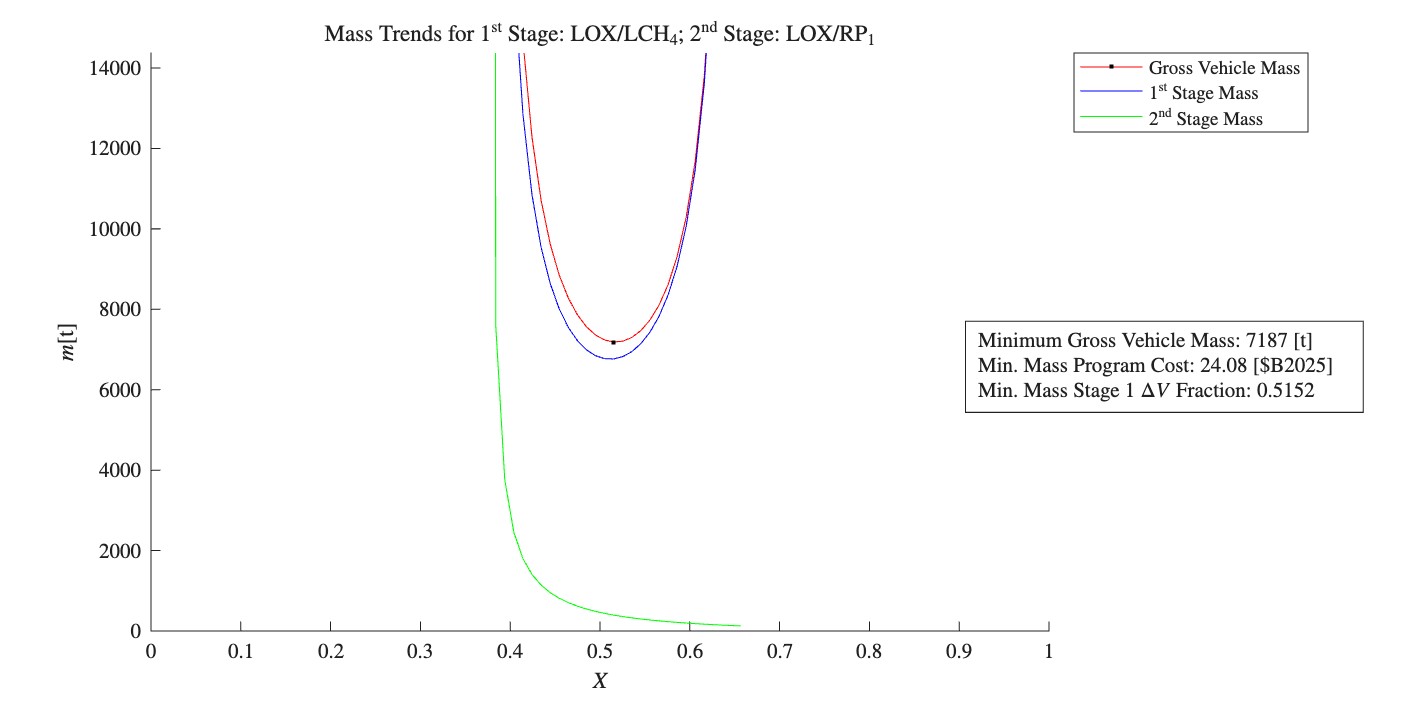 Mass Trends for 1st Stage: LOX/LCH4; 2nd Stage: LOX/RP1
14000
12000
10000
8000
6000
4000
2000
0
m[t]
0 0.1 0.2 0.3 0.4 0.5 0.6 0.7 0.8 0.9 1
X
Gross Vehicle Mass
1st Stage Mass
2nd Stage Mass
Minimum Gross Vehicle Mass: 7187 [t]
Min. Mass Program Cost: 24.08 [$B2025]
Min. Mass Stage 1 ΔV Fraction: 0.5152